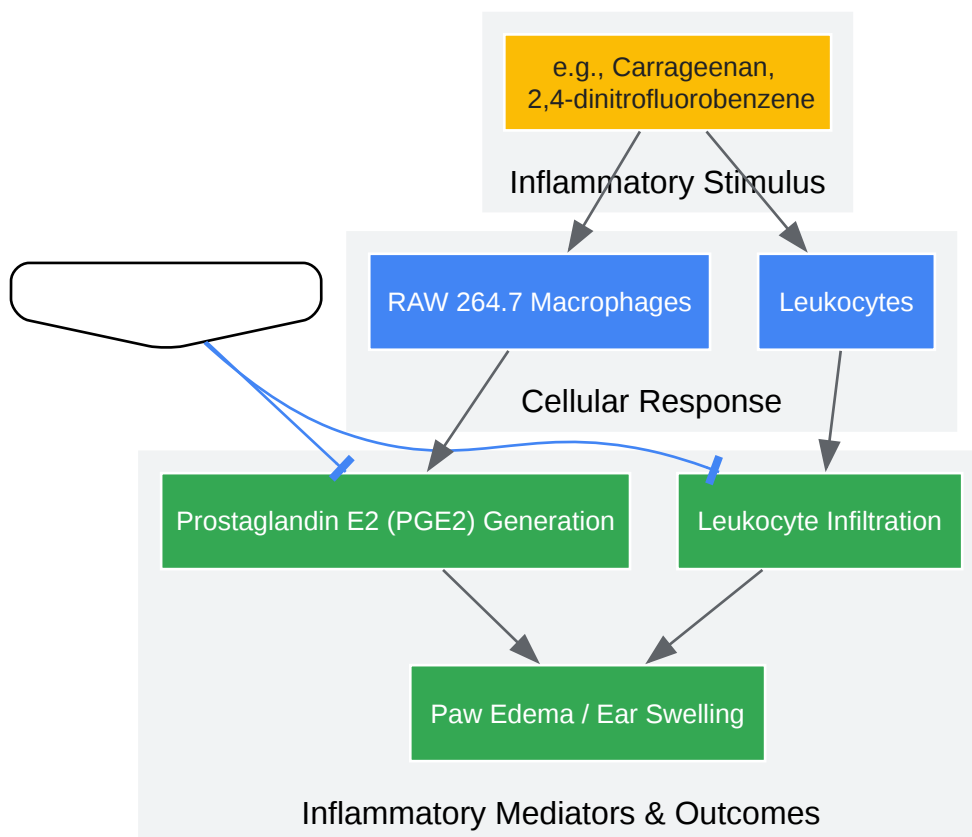 e.g., Carrageenan,
2,4-dinitrofluorobenzene
Inflammatory Stimulus
RAW 264.7 Macrophages
Leukocytes
Cellular Response
Prostaglandin E2 (PGE2) Generation
Leukocyte Infiltration
Paw Edema / Ear Swelling
Inflammatory Mediators & Outcomes